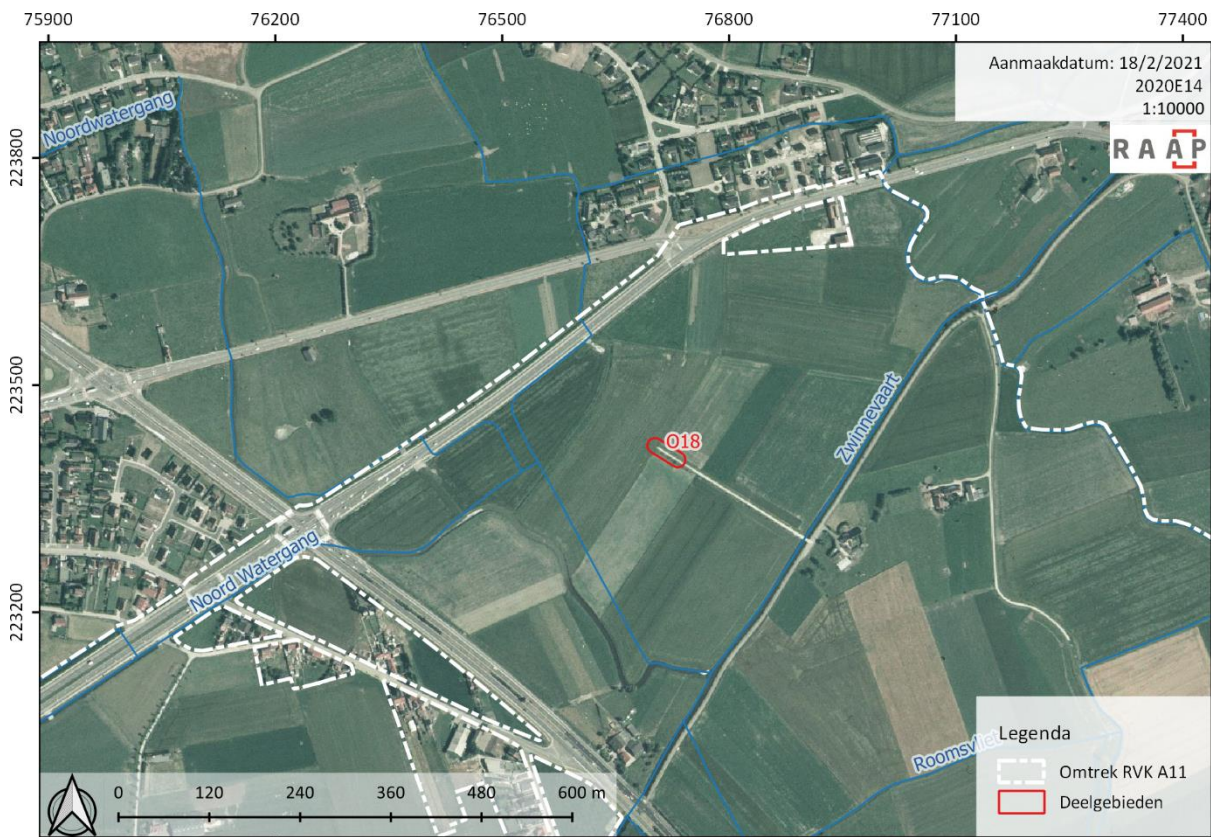 75900 76200 76500 76800 77100 77400
Aanmaakdatum: 18/2/2021
2020E14
1:10000
RAAP
Noordwatergang
223800
223500
O18
Zwinnevaart
Noord Watergang
223200
Roomsvliet
Legenda
Omtrek RVK A11
Deelgebieden
0 120 240 360 480 600 m